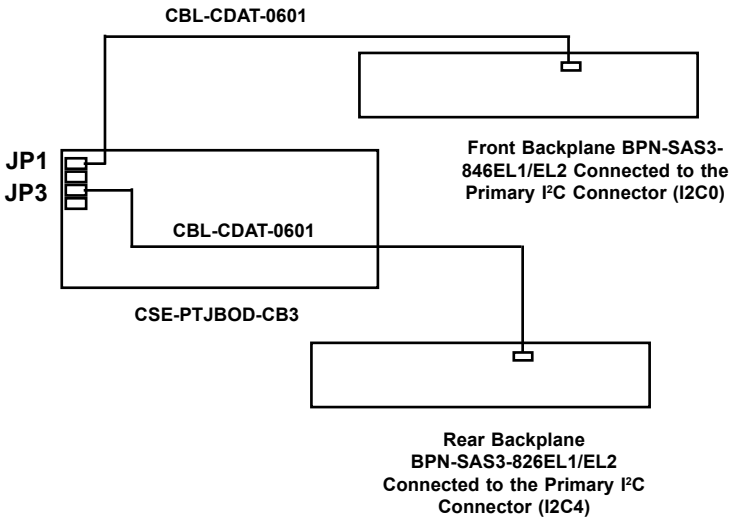 CBL-CDAT-0601
Front Backplane BPN-SAS3-
846EL1/EL2 Connected to the
Primary I²C Connector (I2C0)
JP1
JP3
CBL-CDAT-0601
CSE-PTJBOD-CB3
Rear Backplane
BPN-SAS3-826EL1/EL2
Connected to the Primary I²C
Connector (I2C4)